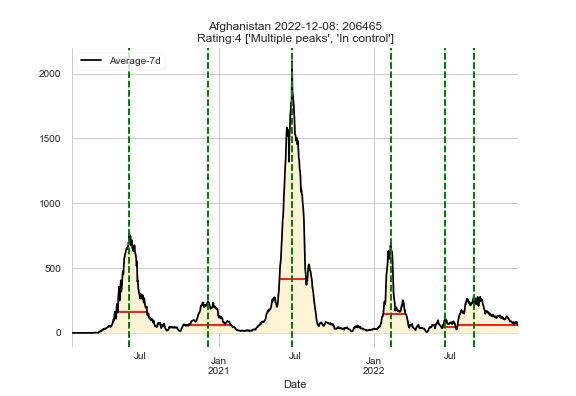 Afghanistan 2022-12-08: 206465
Rating:4 ['Multiple peaks', 'In control']
Average-7d
2000
1500
1000
500
0
Jul
Jan
2021
Jul
Jan
2022
Jul
Date